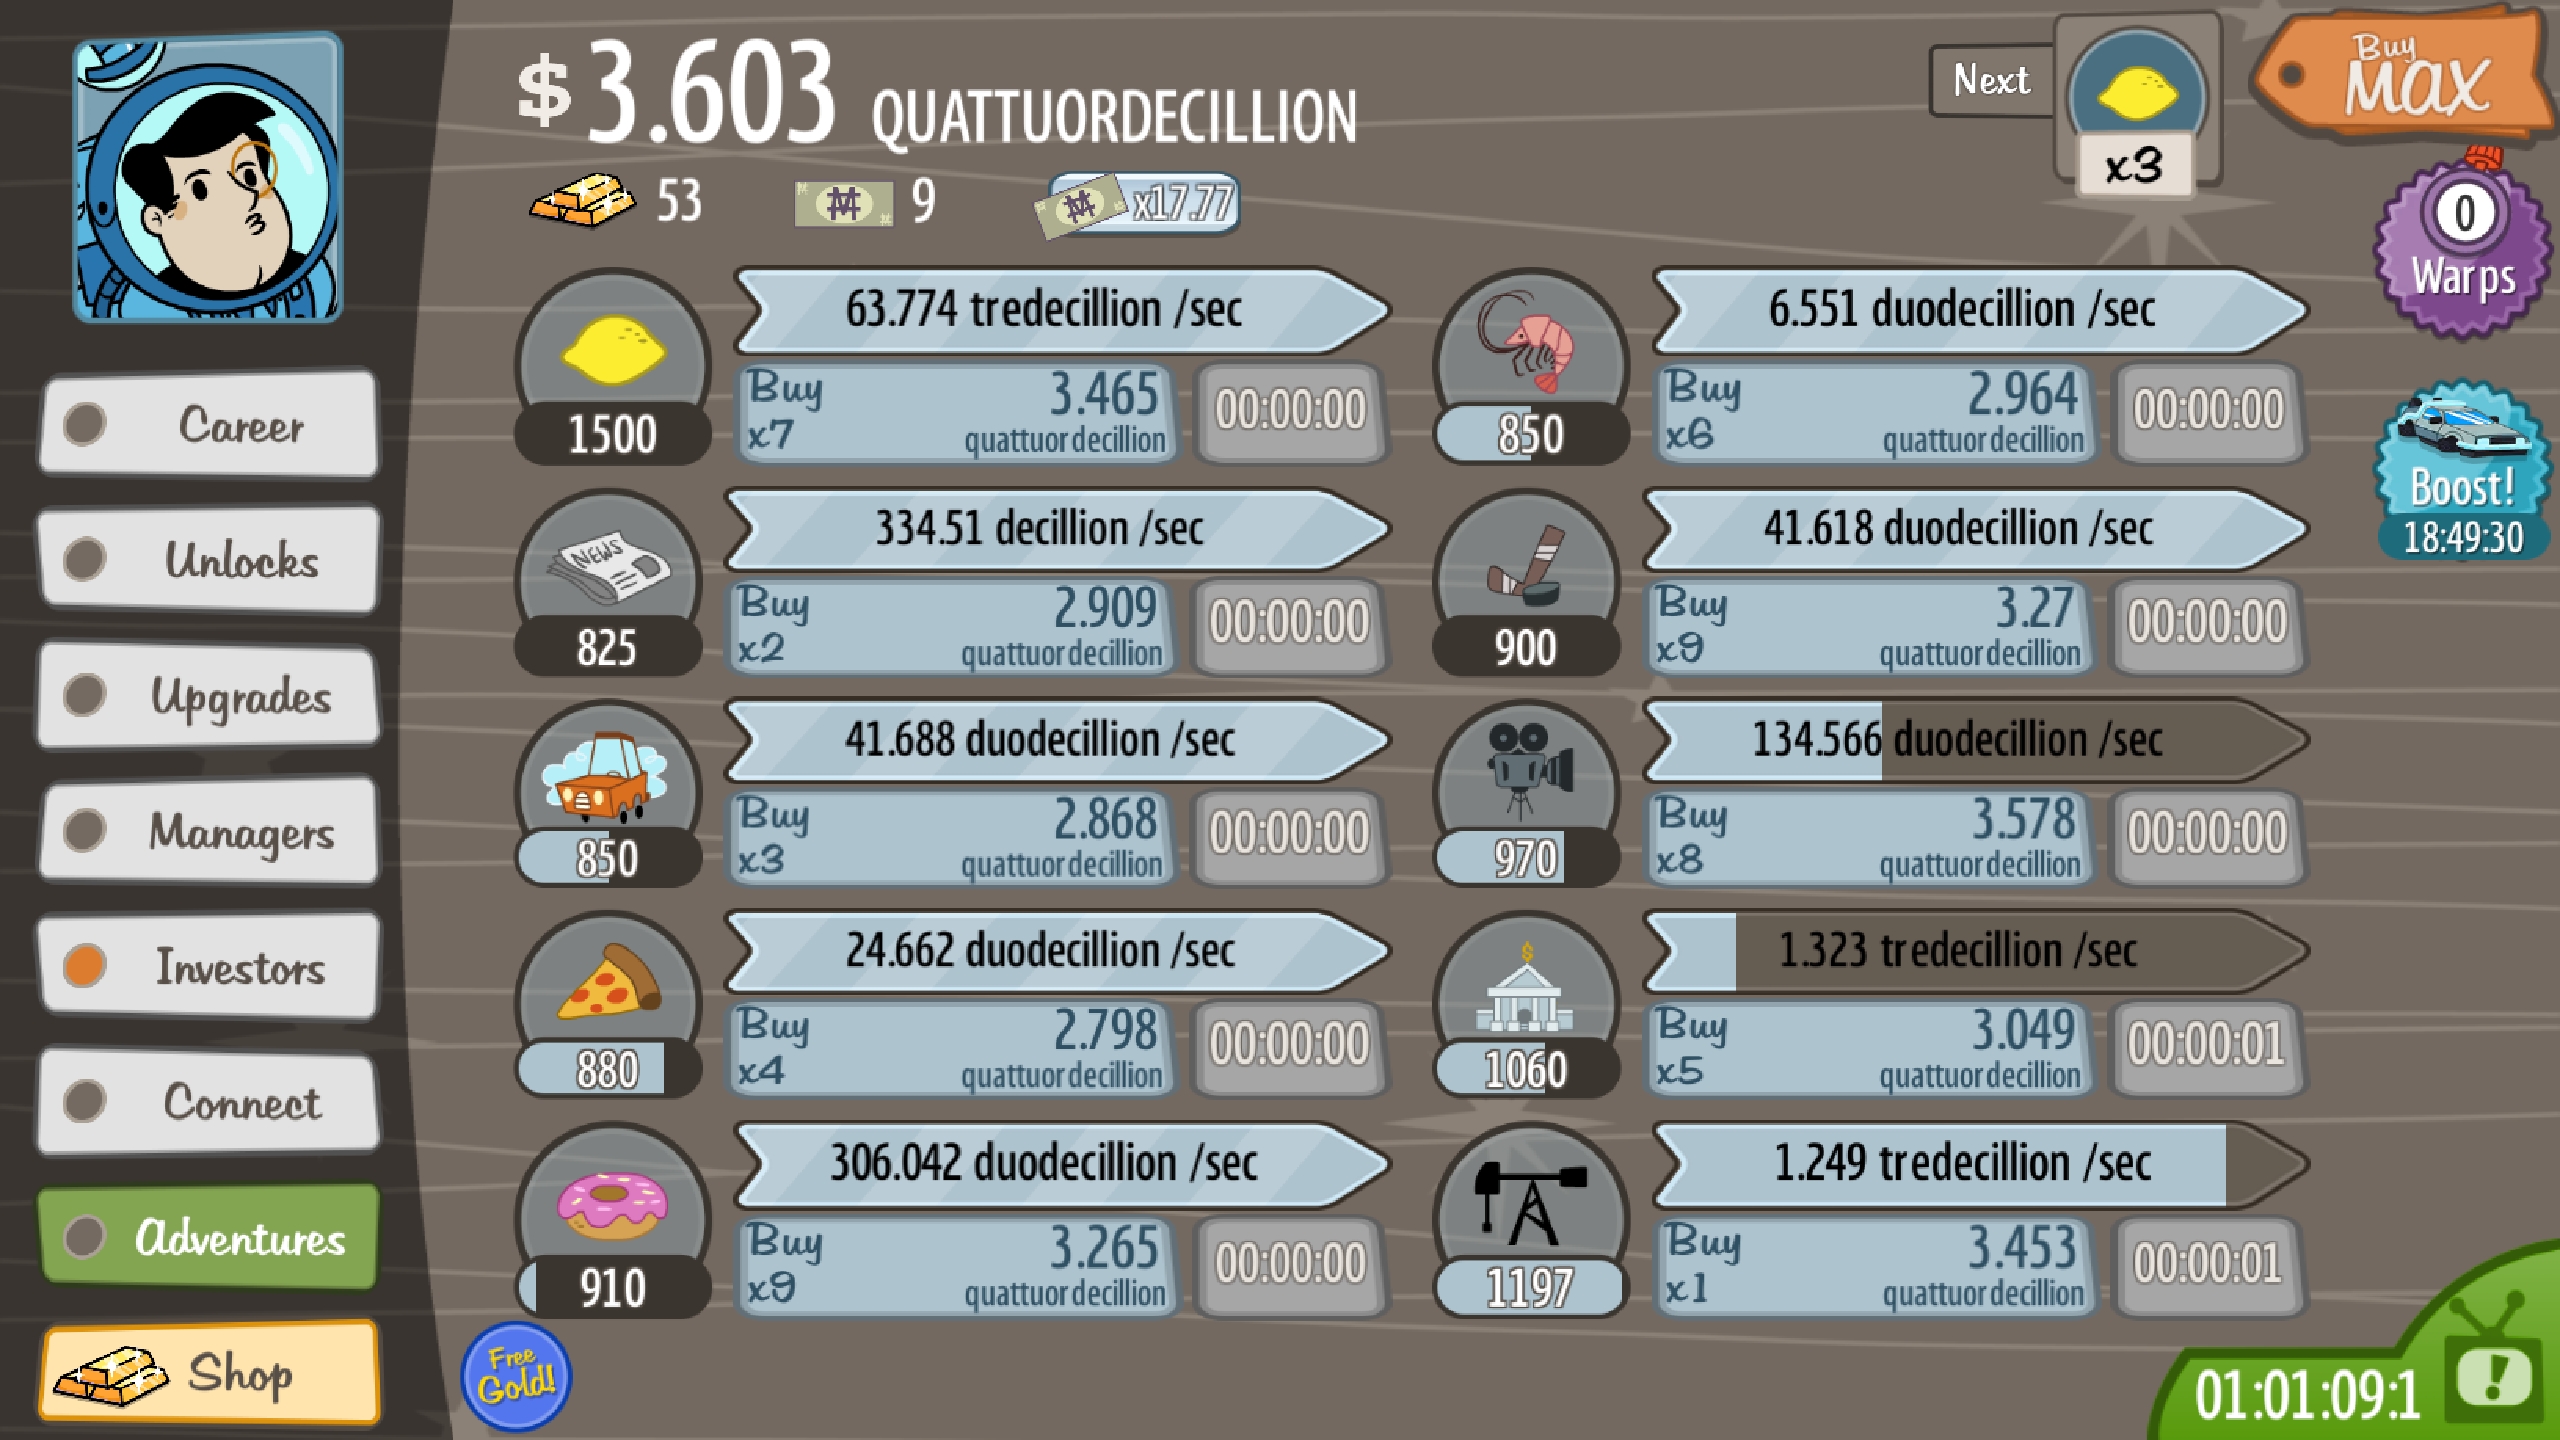 $ 3.603 QUATTUORDECILLION
Next
x3
Buy
MAX
53
9
x17.77
0
Warps
Boost!
18:49:30
Career
Unlocks
Upgrades
Managers
Investors
Connect
Adventures
Shop
63.774 tredecillion /sec
1500
Buy x7
3.465 quattuordecillion
00:00:00
6.551 duodecillion /sec
850
Buy x6
2.964 quattuordecillion
00:00:00
334.51 decillion /sec
NEWS
825
Buy x2
2.909 quattuordecillion
00:00:00
41.618 duodecillion /sec
900
Buy x9
3.27 quattuordecillion
00:00:00
41.688 duodecillion /sec
850
Buy x3
2.868 quattuordecillion
00:00:00
134.566 duodecillion /sec
970
Buy x8
3.578 quattuordecillion
00:00:00
24.662 duodecillion /sec
880
Buy x4
2.798 quattuordecillion
00:00:00
1.323 tredecillion /sec
$
1060
Buy x5
3.049 quattuordecillion
00:00:01
306.042 duodecillion /sec
910
Buy x9
3.265 quattuordecillion
00:00:00
1.249 tredecillion /sec
1197
Buy x1
3.453 quattuordecillion
00:00:01
Free
Gold!
01:01:09:1
!